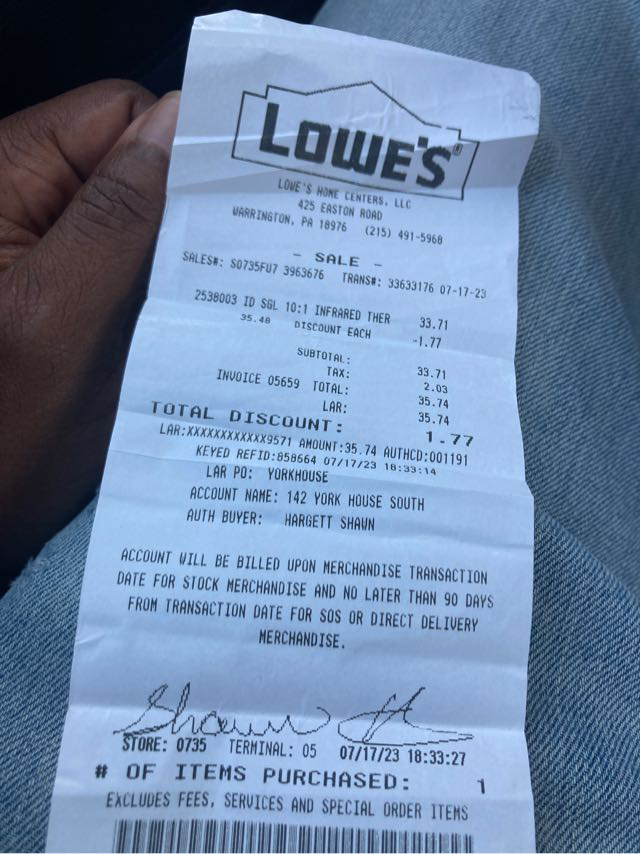 LOWE'S®
LOWE'S HOME CENTERS, LLC
425 EASTON ROAD
WARRINGTON, PA 18976 (215) 491-5968
- SALE -
SALES#: S0735FU7 3963676 TRANS#: 33633176 07-17-23
2538003 ID SGL 10:1 INFRARED THER 33.71
35.48 DISCOUNT EACH -1.77
SUBTOTAL: 33.71
TAX: 2.03
INVOICE 05659 TOTAL: 35.74
LAR: 35.74
TOTAL DISCOUNT: 1.77
LAR:XXXXXXXXXXXX9571 AMOUNT:35.74 AUTHCD:001191
KEYED REFID:858664 07/17/23 18:33:14
LAR PO: YORKHOUSE
ACCOUNT NAME: 142 YORK HOUSE SOUTH
AUTH BUYER: HARGETT SHAUN
ACCOUNT WILL BE BILLED UPON MERCHANDISE TRANSACTION
DATE FOR STOCK MERCHANDISE AND NO LATER THAN 90 DAYS
FROM TRANSACTION DATE FOR SOS OR DIRECT DELIVERY
MERCHANDISE.
Shaun H
STORE: 0735 TERMINAL: 05 07/17/23 18:33:27
# OF ITEMS PURCHASED: 1
EXCLUDES FEES, SERVICES AND SPECIAL ORDER ITEMS